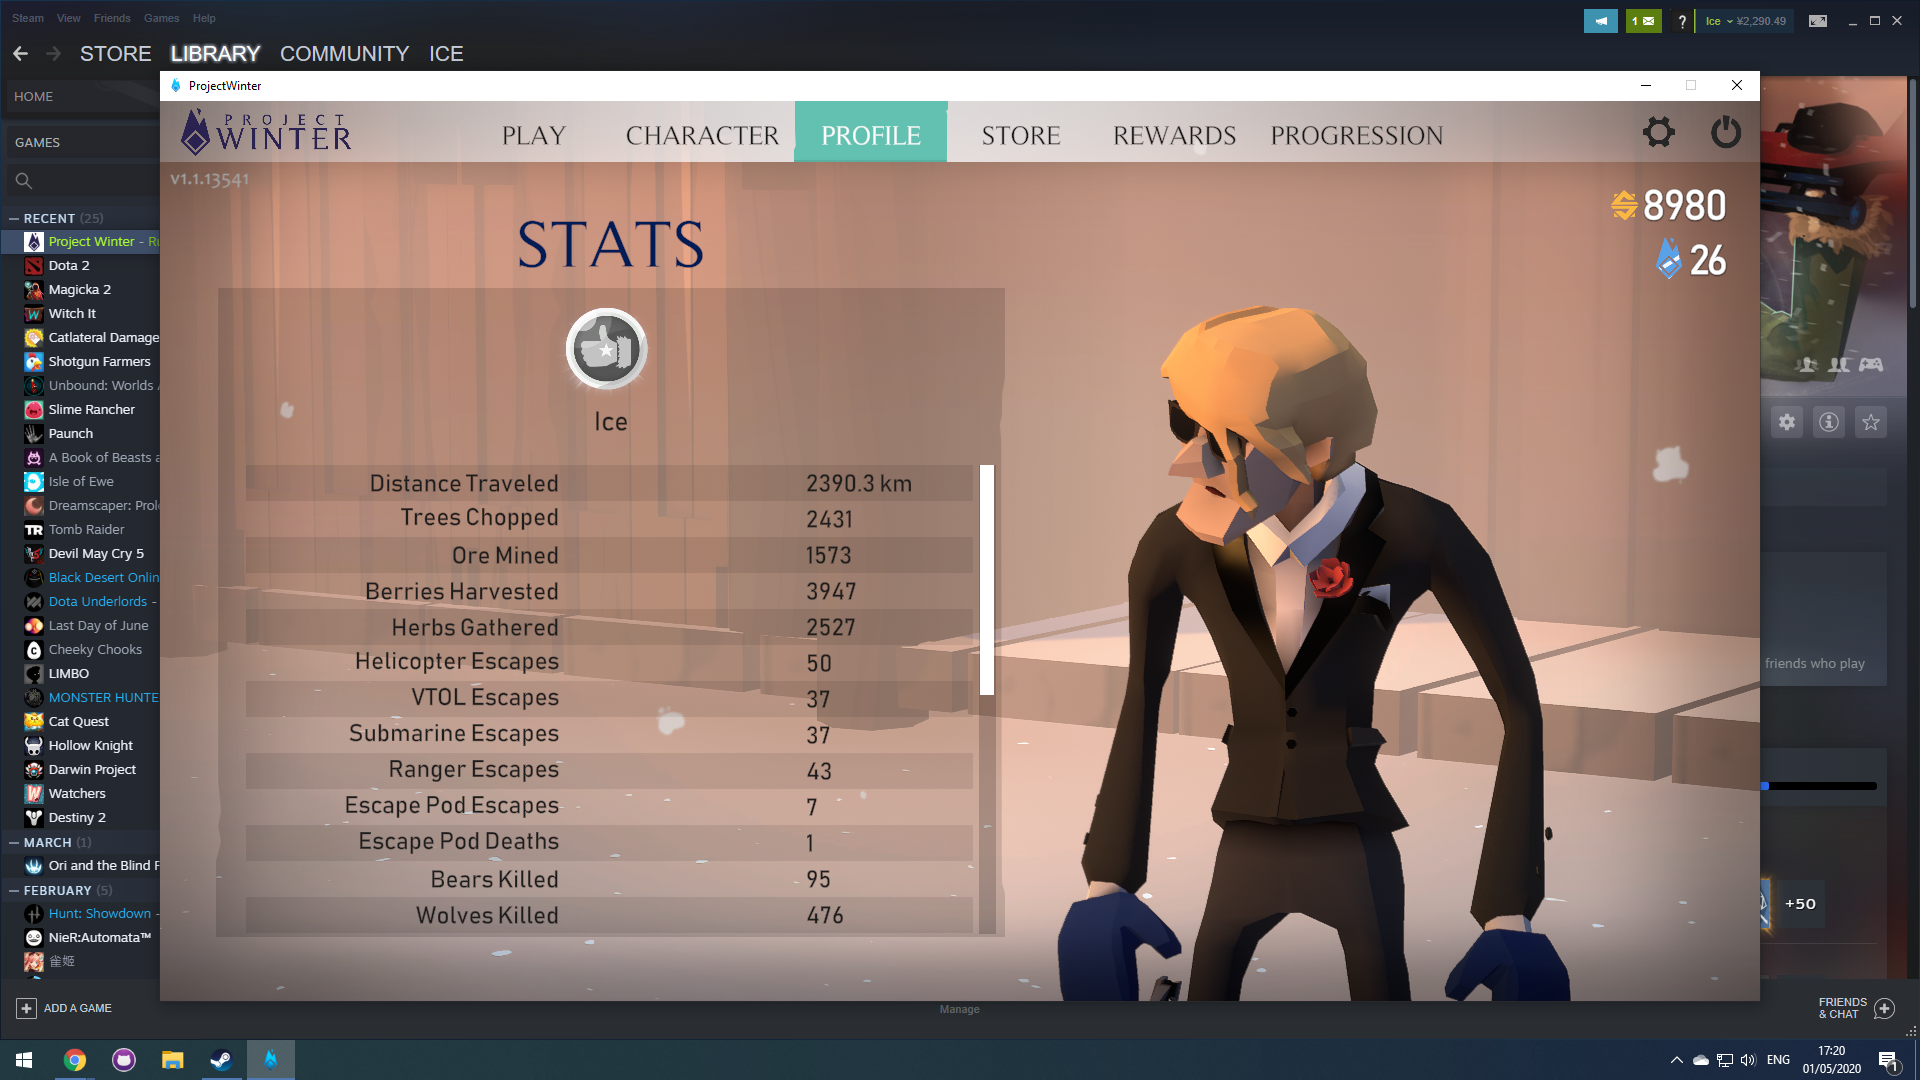 Steam View Friends Games Help
1 ? Ice ¥2,290.49
STORE LIBRARY COMMUNITY ICE
HOME
GAMES
RECENT (25)
Project Winter - Ru
Dota 2
Magicka 2
Witch It
Catlateral Damage
Shotgun Farmers
Unbound: Worlds
Slime Rancher
Paunch
A Book of Beasts a
Isle of Ewe
Dreamscaper: Prol
TR Tomb Raider
Devil May Cry 5
Black Desert Onlin
Dota Underlords -
Last Day of June
Cheeky Chooks
LIMBO
MONSTER HUNTE
Cat Quest
Hollow Knight
Darwin Project
Watchers
Destiny 2
MARCH (1)
Ori and the Blind F
FEBRUARY (5)
Hunt: Showdown -
NieR:Automata™
雀姬
ADD A GAME
ProjectWinter
PROJECT
WINTER
PLAY CHARACTER PROFILE STORE REWARDS PROGRESSION
v1.1.13541
8980
26
STATS
Ice
Distance Traveled 2390.3 km
Trees Chopped 2431
Ore Mined 1573
Berries Harvested 3947
Herbs Gathered 2527
Helicopter Escapes 50
VTOL Escapes 37
Submarine Escapes 37
Ranger Escapes 43
Escape Pod Escapes 7
Escape Pod Deaths 1
Bears Killed 95
Wolves Killed 476
friends who play
+50
Manage
FRIENDS
& CHAT
ENG
17:20
01/05/2020
1